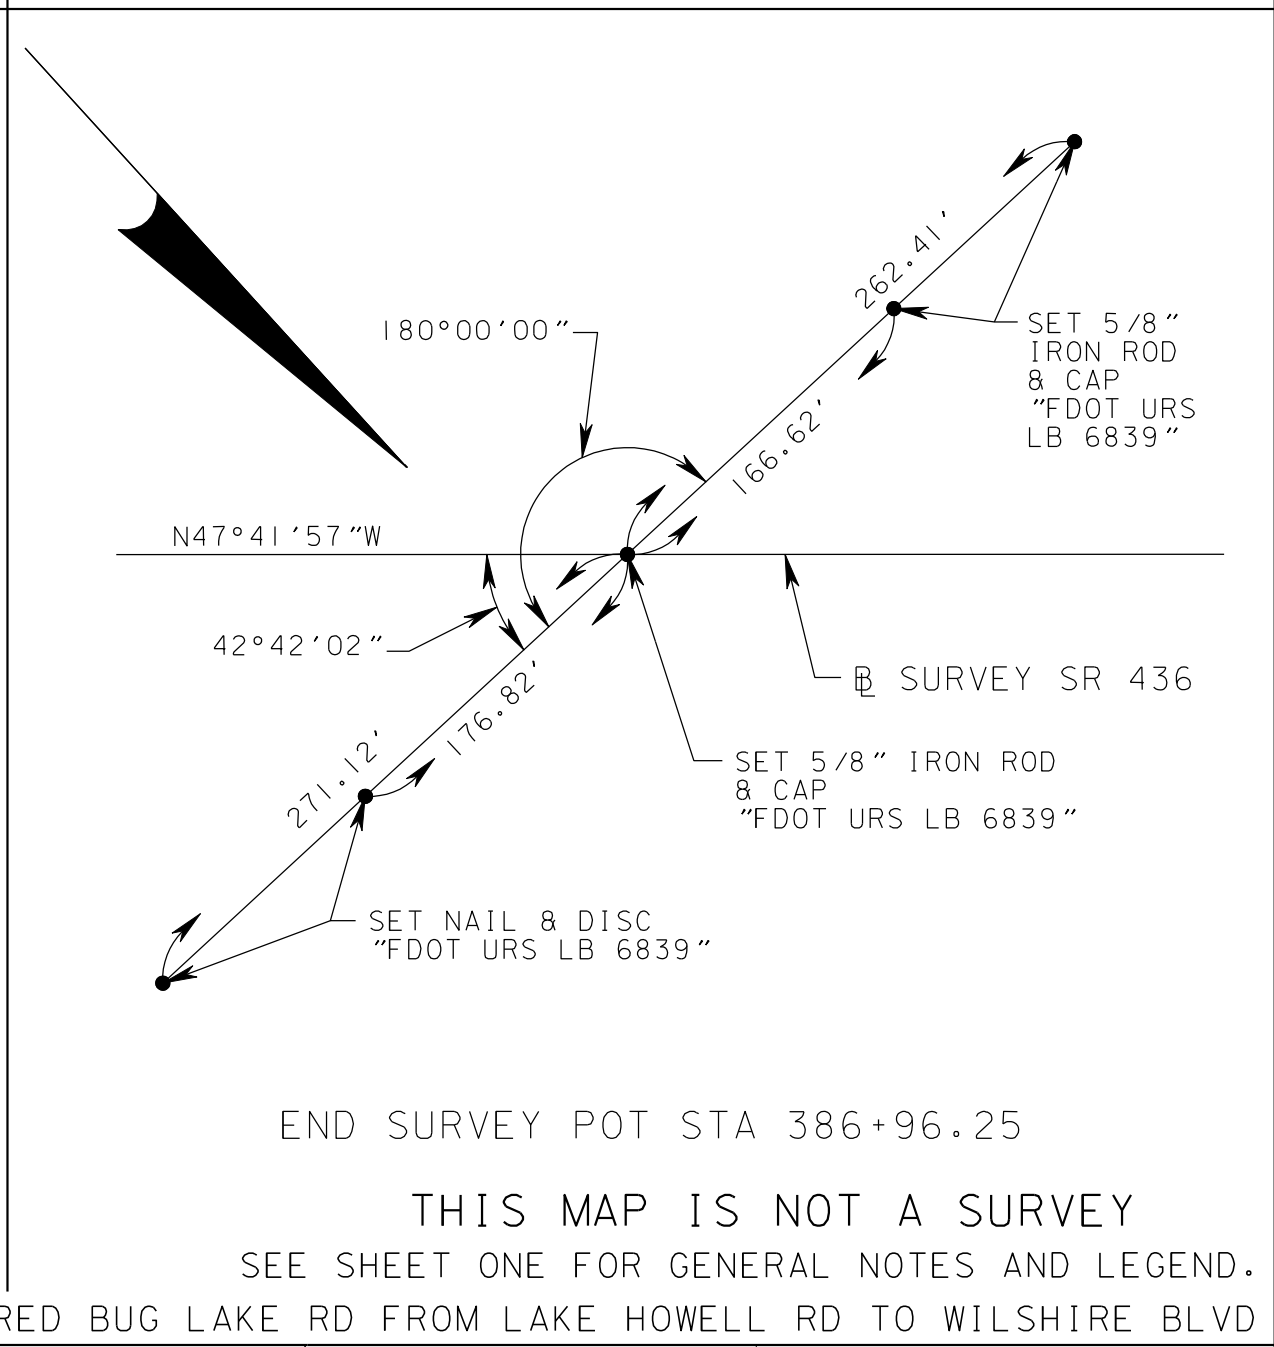 262.41'
180°00'00"
SET 5/8"
IRON ROD
& CAP
"FDOT URS
LB 6839"
166.62'
N47°41'57"W
42°42'02"
BL SURVEY SR 436
176.82'
271.12'
SET 5/8" IRON ROD
& CAP
"FDOT URS LB 6839"
SET NAIL & DISC
"FDOT URS LB 6839"
END SURVEY POT STA 386+96.25
THIS MAP IS NOT A SURVEY
SEE SHEET ONE FOR GENERAL NOTES AND LEGEND.
RED BUG LAKE RD FROM LAKE HOWELL RD TO WILSHIRE BLVD